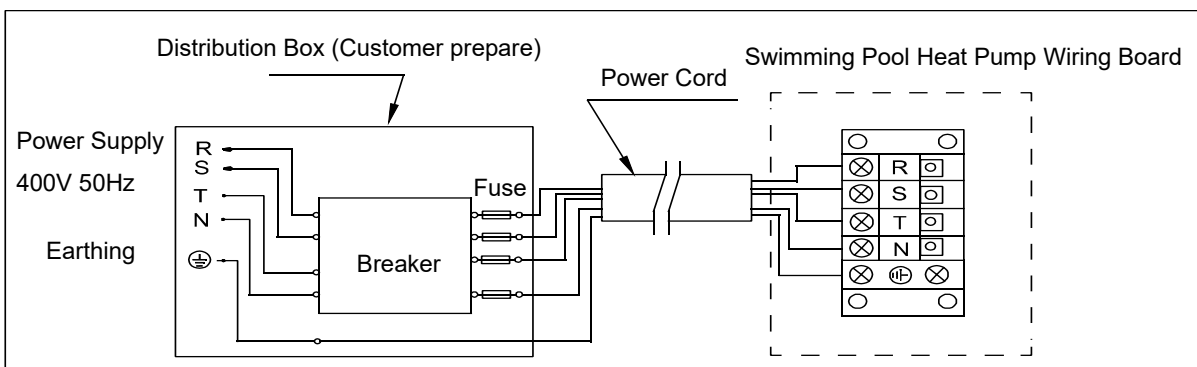 Distribution Box (Customer prepare)
Power Cord
Swimming Pool Heat Pump Wiring Board
Power Supply
400V 50Hz
Earthing
R
S
T
N
Fuse
Breaker
R
S
T
N